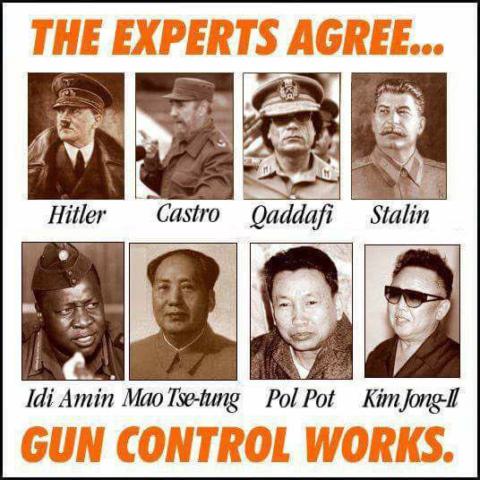 THE EXPERTS AGREE...
Hitler Castro Qaddafi Stalin
Idi Amin Mao Tse-tung Pol Pot Kim Jong-Il
GUN CONTROL WORKS.